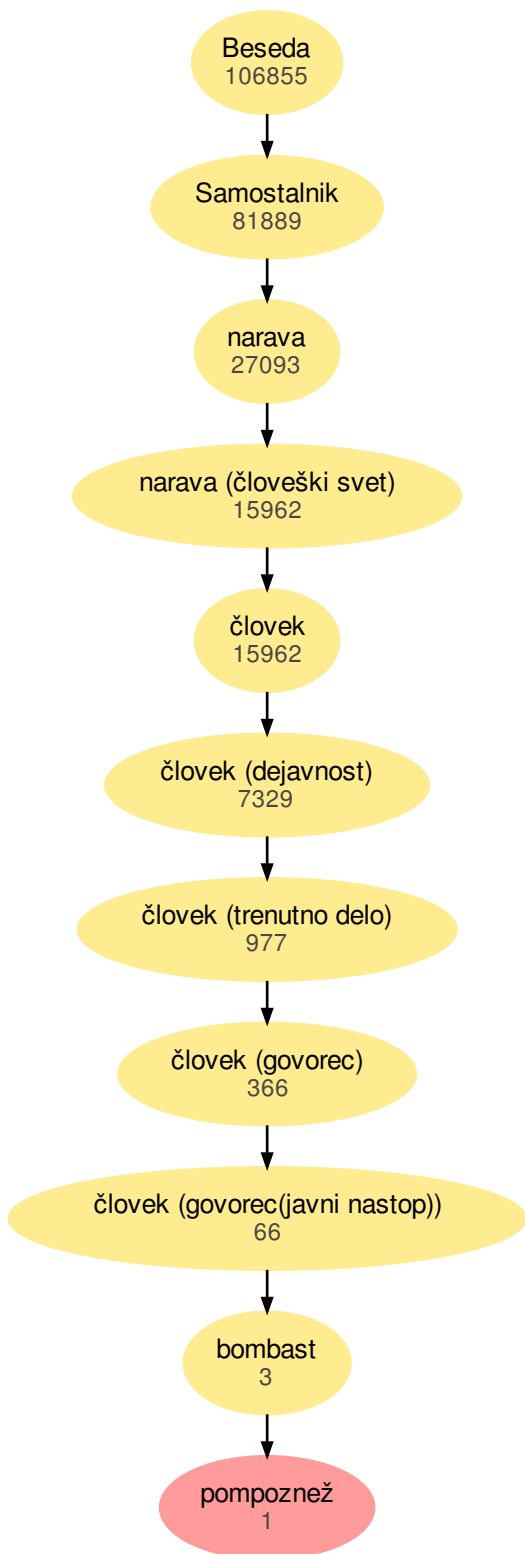 Beseda
106855
Samostalnik
81889
narava
27093
narava (človeški svet)
15962
človek
15962
človek (dejavnost)
7329
človek (trenutno delo)
977
človek (govorec)
366
človek (govorec(javni nastop))
66
bombast
3
pompoznež
1